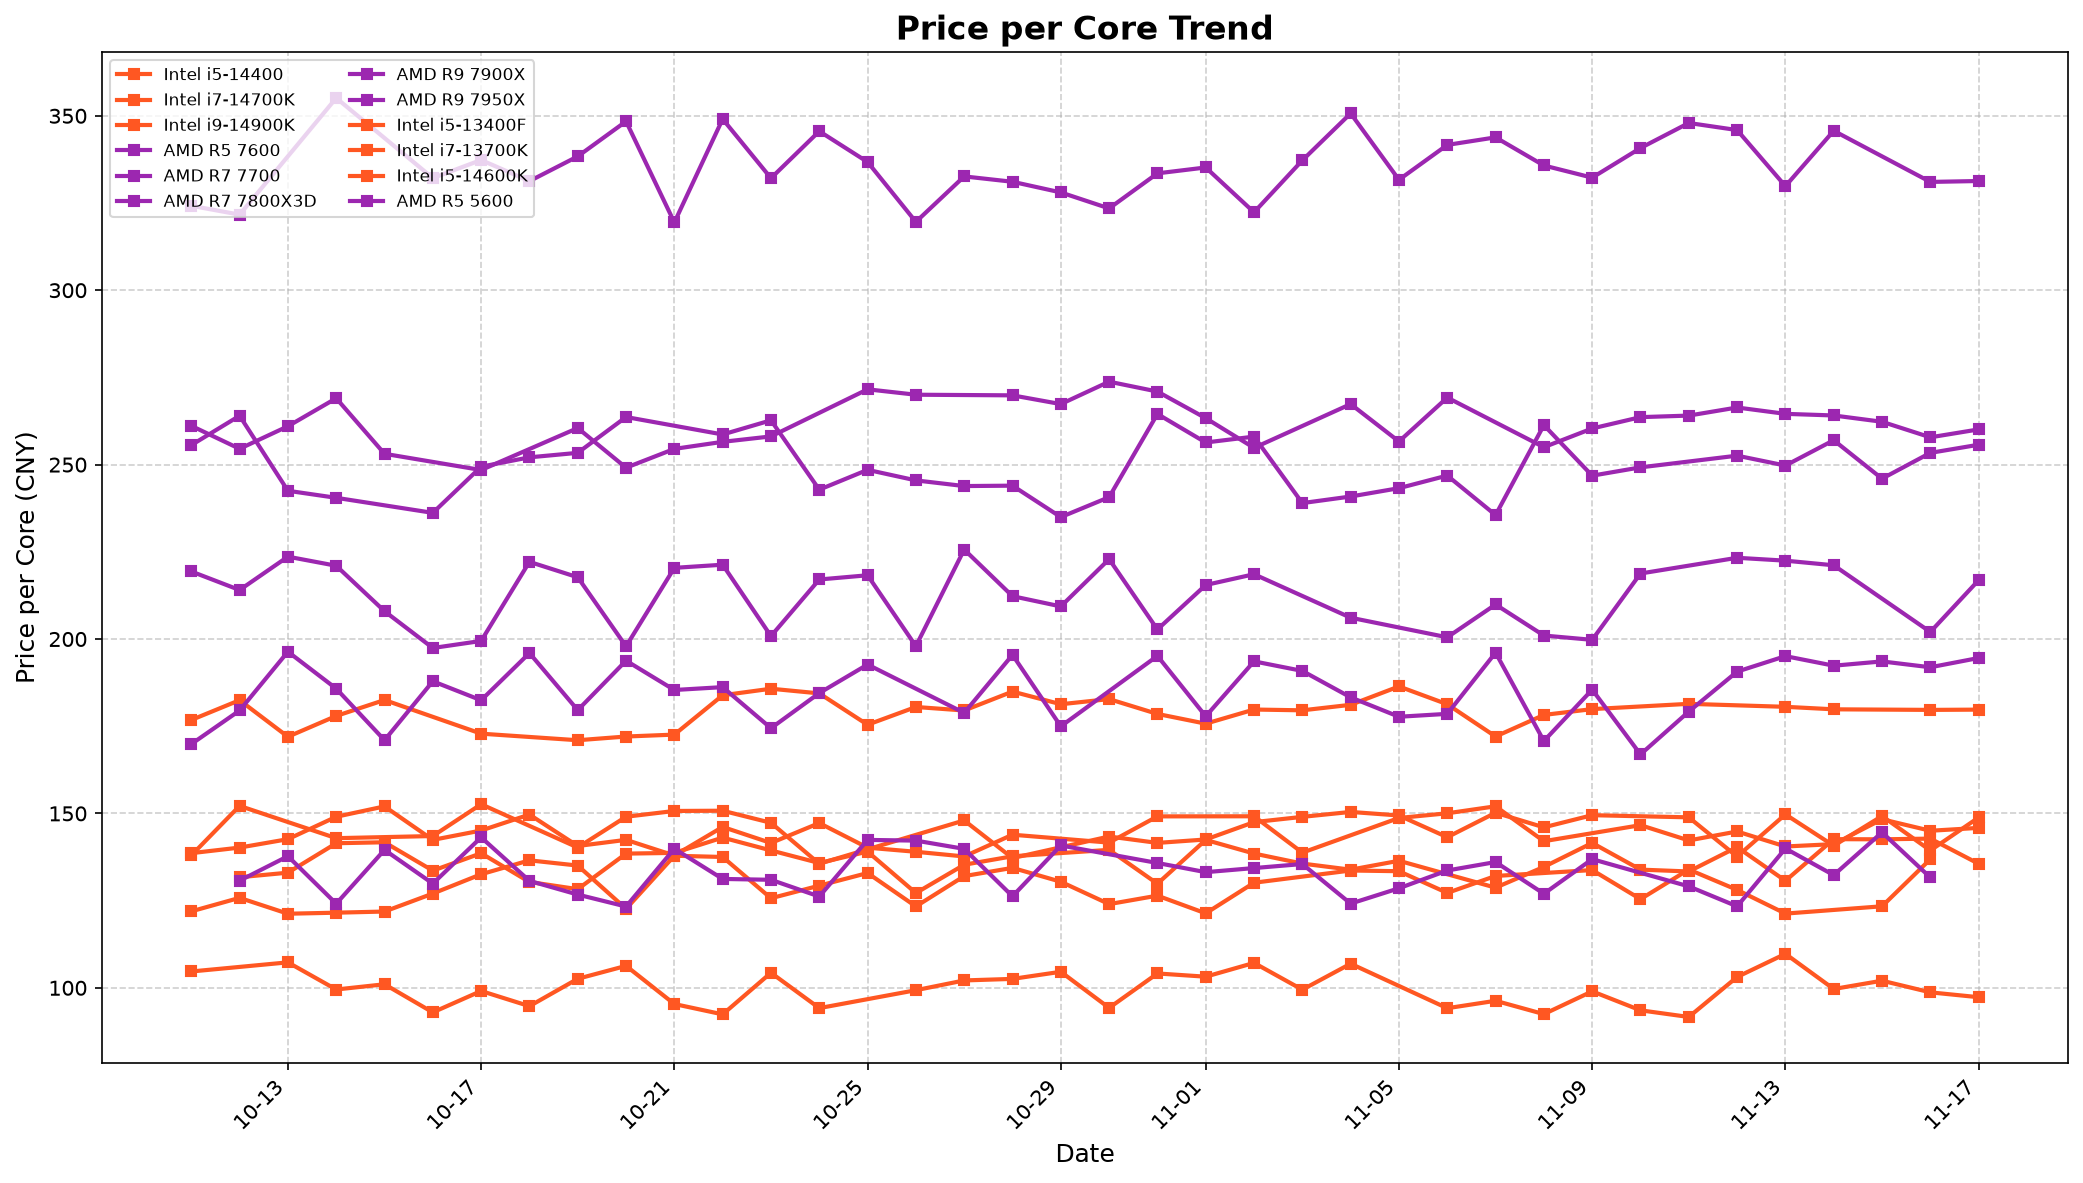 Price per Core Trend
Intel i5-14400
Intel i7-14700K
Intel i9-14900K
AMD R5 7600
AMD R7 7700
AMD R7 7800X3D
AMD R9 7900X
AMD R9 7950X
Intel i5-13400F
Intel i7-13700K
Intel i5-14600K
AMD R5 5600
Price per Core (CNY)
350
300
250
200
150
100
10-13
10-17
10-21
10-25
10-29
11-01
11-05
11-09
11-13
11-17
Date